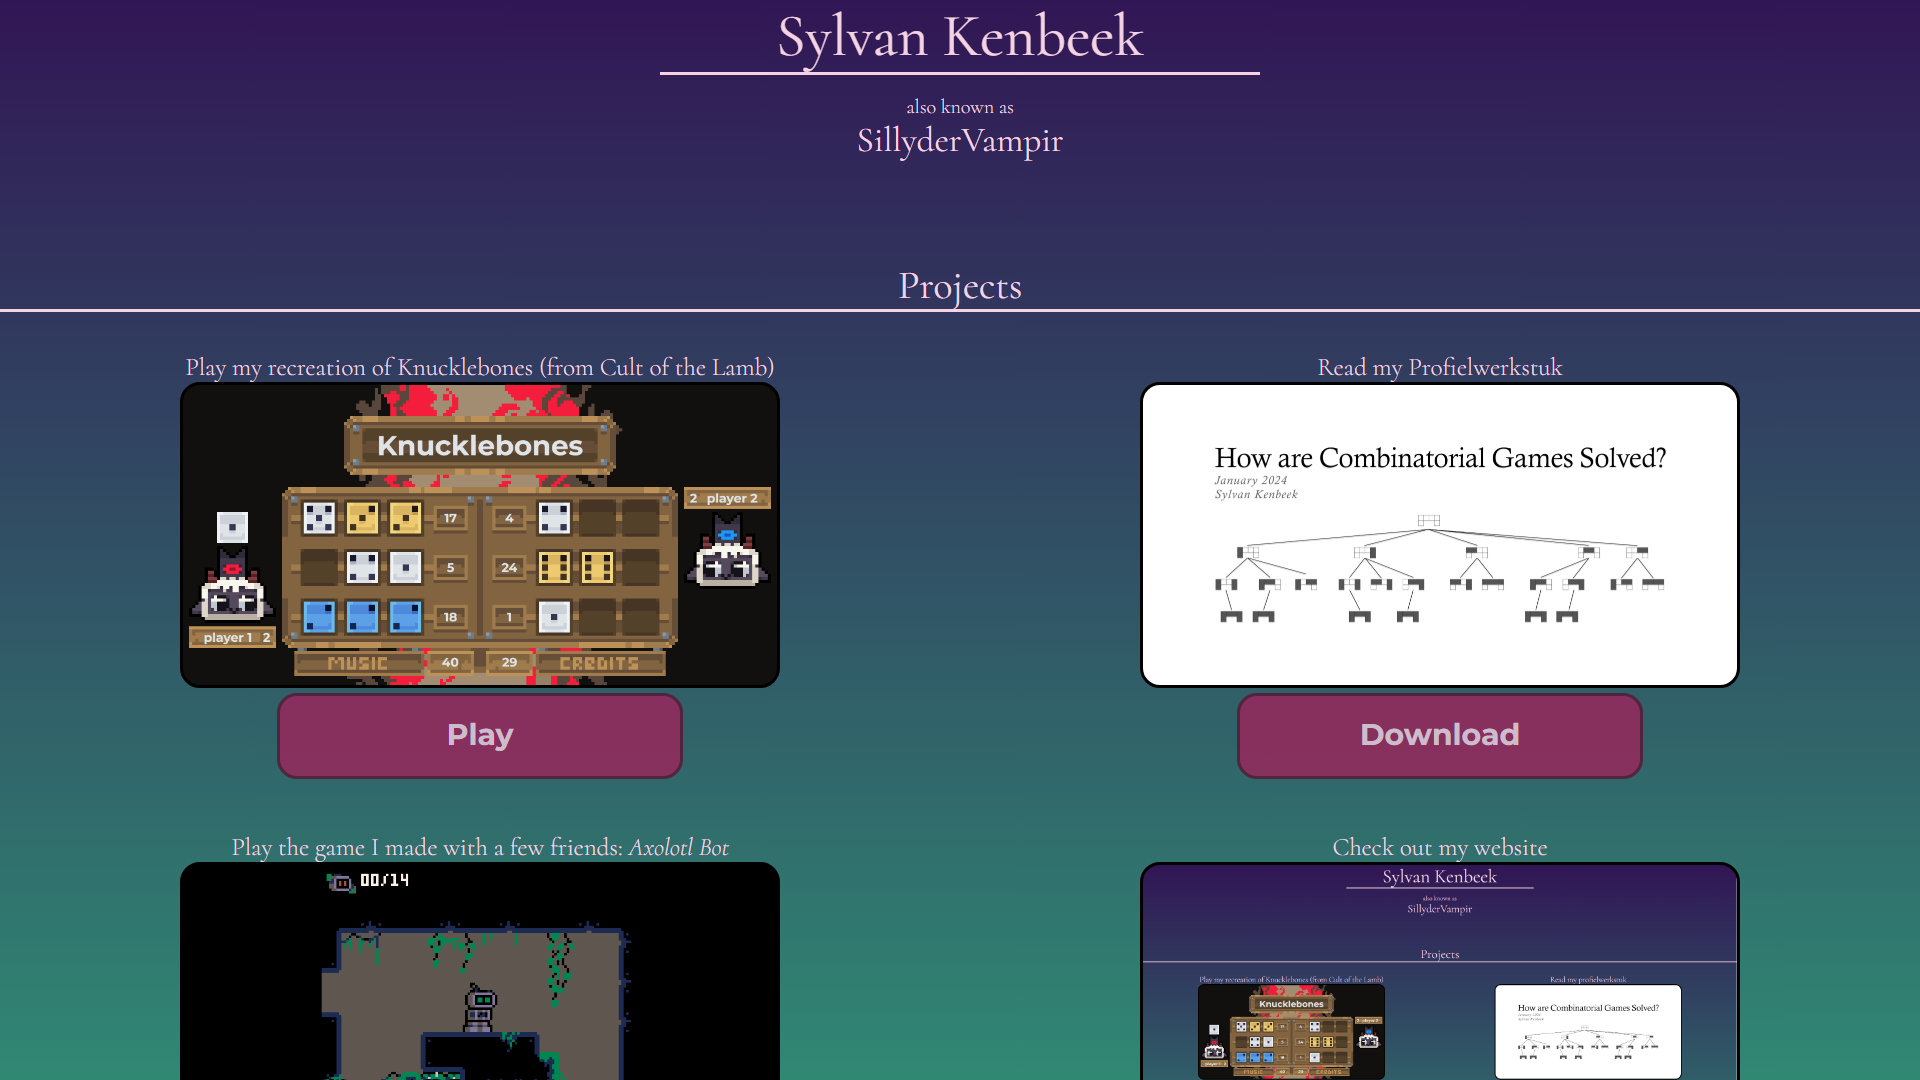 Sylvan Kenbeek
also known as
SillyderVampir
Projects
Play my recreation of Knucklebones (from Cult of the Lamb)
Knucklebones
2 player 2
17
4
5
24
18
1
player 1 2
MUSIC
40
29
CREDITS
Play
Read my Profielwerkstuk
How are Combinatorial Games Solved?
January 2024
Sylvan Kenbeek
Download
Play the game I made with a few friends: Axolotl Bot
00/14
Check out my website
Sylvan Kenbeek
also known as
SillyderVampir
Projects
Play my recreation of Knucklebones (from Cult of the Lamb)
Knucklebones
Read my profielwerkstuk
How are Combinatorial Games Solved?